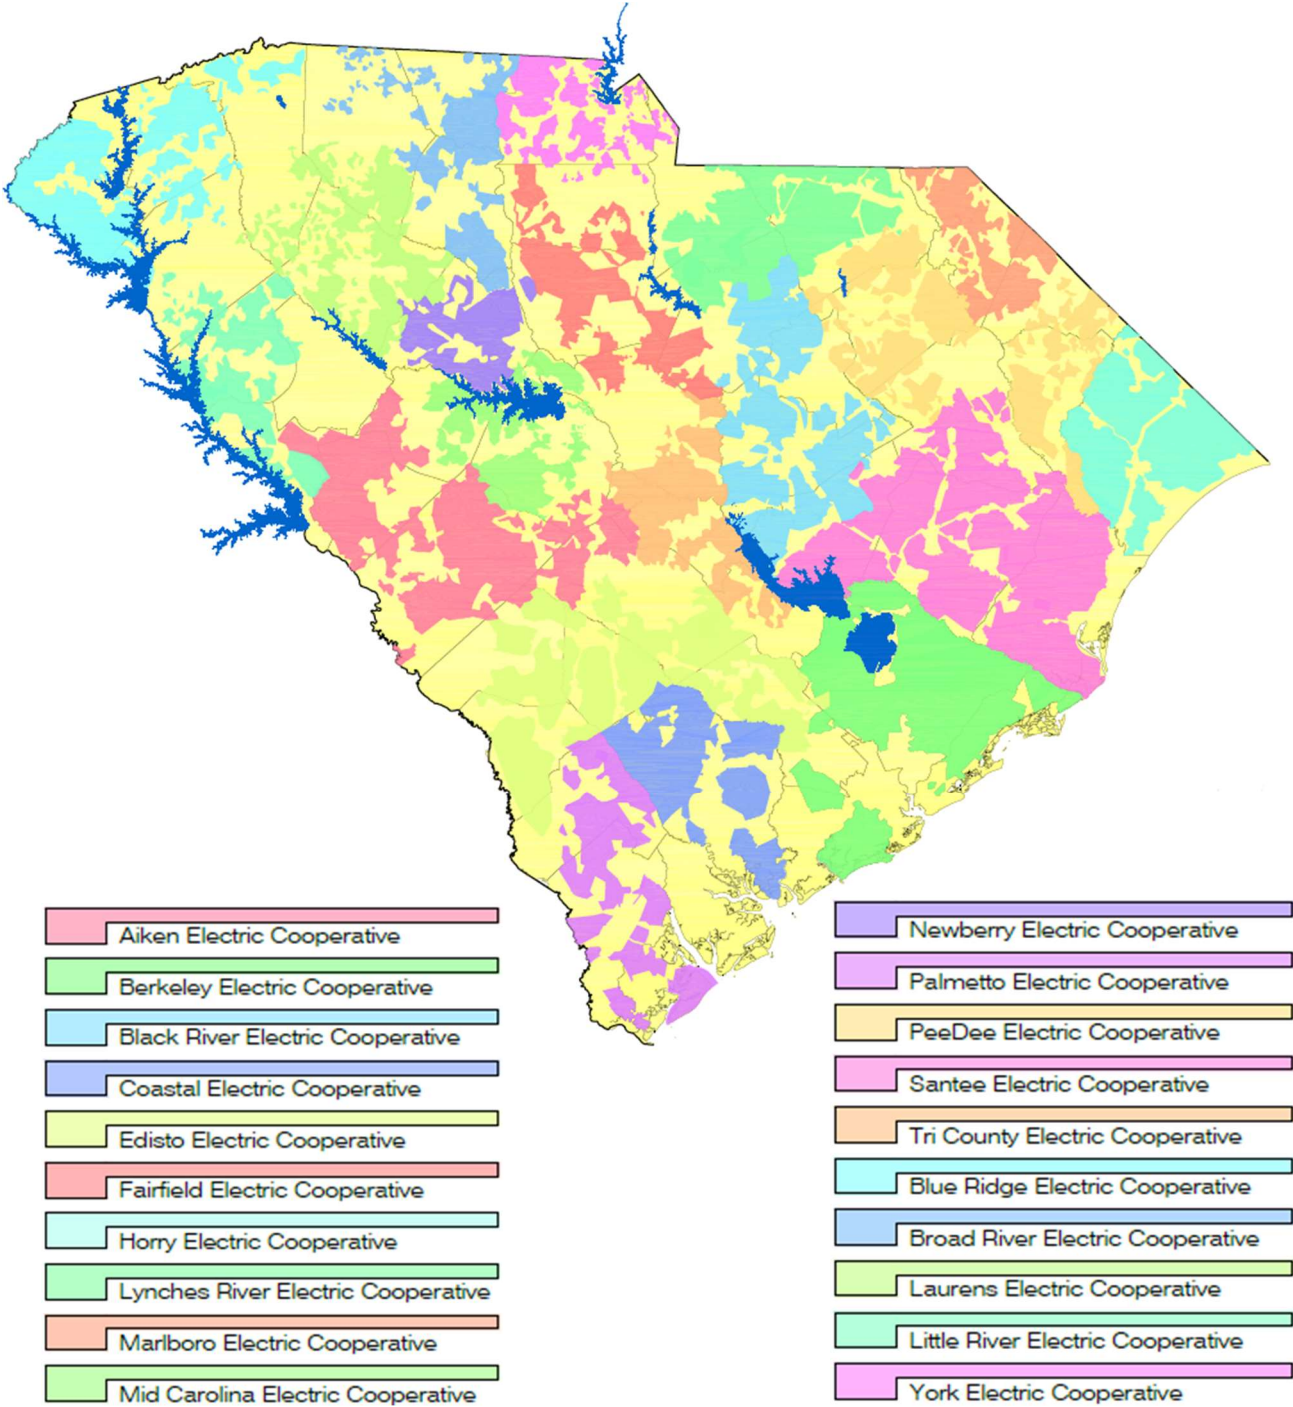 Aiken Electric Cooperative
Berkeley Electric Cooperative
Black River Electric Cooperative
Coastal Electric Cooperative
Edisto Electric Cooperative
Fairfield Electric Cooperative
Horry Electric Cooperative
Lynches River Electric Cooperative
Marlboro Electric Cooperative
Mid Carolina Electric Cooperative
Newberry Electric Cooperative
Palmetto Electric Cooperative
PeeDee Electric Cooperative
Santee Electric Cooperative
Tri County Electric Cooperative
Blue Ridge Electric Cooperative
Broad River Electric Cooperative
Laurens Electric Cooperative
Little River Electric Cooperative
York Electric Cooperative